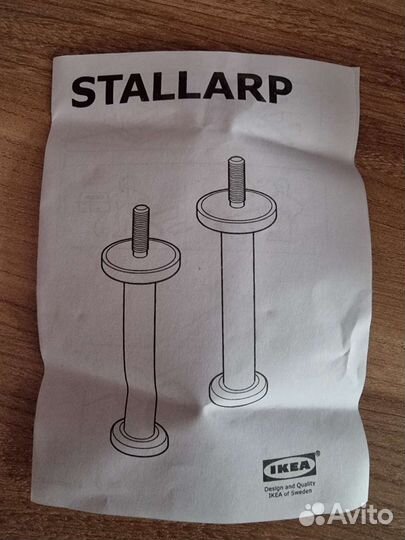 STALLARP
IKEA®
Design and Quality
IKEA of Sweden
Avito